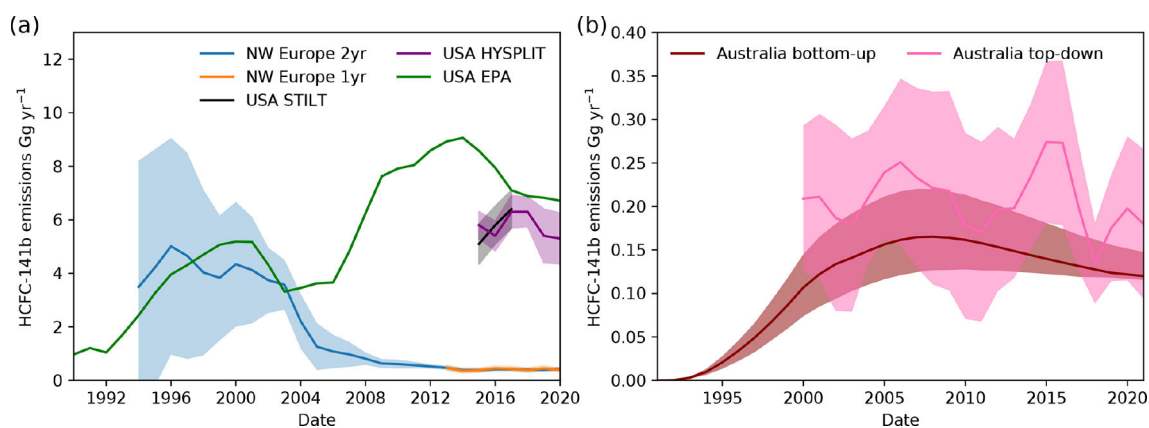 (a)
HCFC-141b emissions Gg yr⁻¹
12
10
8
6
4
2
0
NW Europe 2yr
NW Europe 1yr
USA STILT
USA HYSPLIT
USA EPA
1992 1996 2000 2004 2008 2012 2016 2020
Date
(b)
HCFC-141b emissions Gg yr⁻¹
0.40
0.35
0.30
0.25
0.20
0.15
0.10
0.05
0.00
Australia bottom-up
Australia top-down
1995 2000 2005 2010 2015 2020
Date